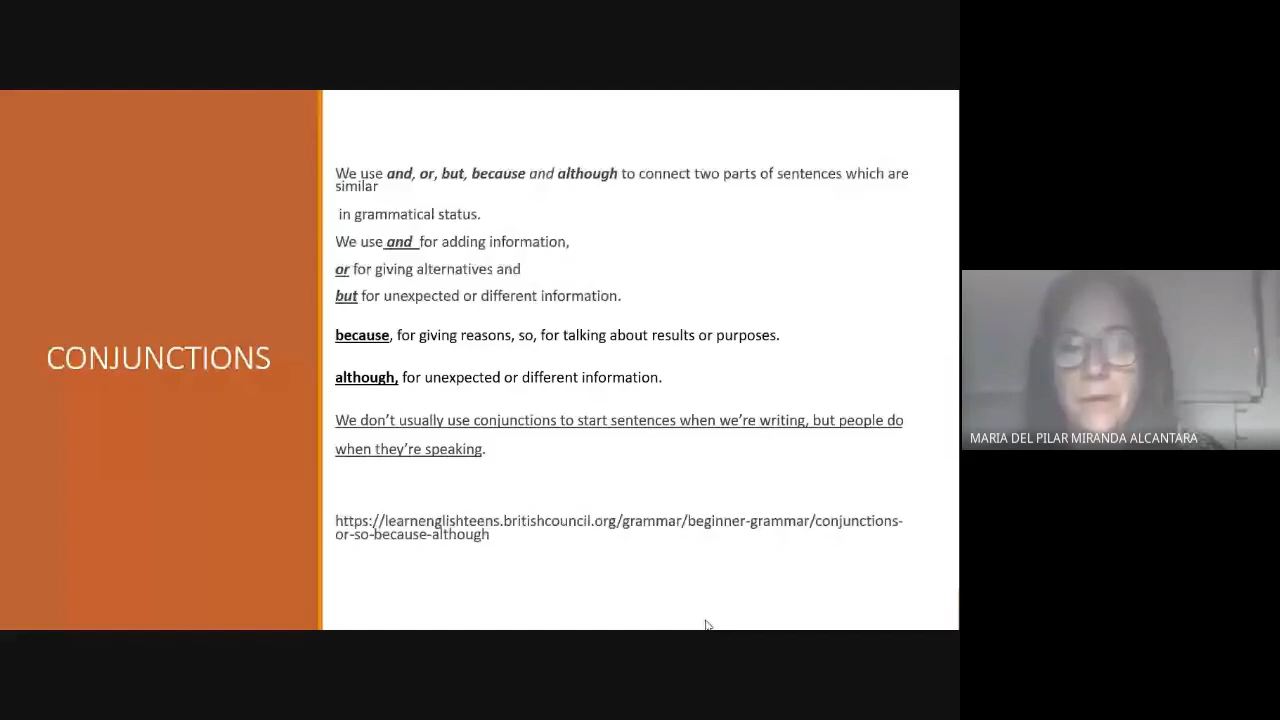 CONJUNCTIONS
We use and, or, but, because and although to connect two parts of sentences which are
similar
in grammatical status.
We use and for adding information,
or for giving alternatives and
but for unexpected or different information.
because, for giving reasons, so, for talking about results or purposes.
although, for unexpected or different information.
We don’t usually use conjunctions to start sentences when we’re writing, but people do
when they’re speaking.
https://learnenglishteens.britishcouncil.org/grammar/beginner-grammar/conjunctions-
or-so-because-although
MARIA DEL PILAR MIRANDA ALCANTARA